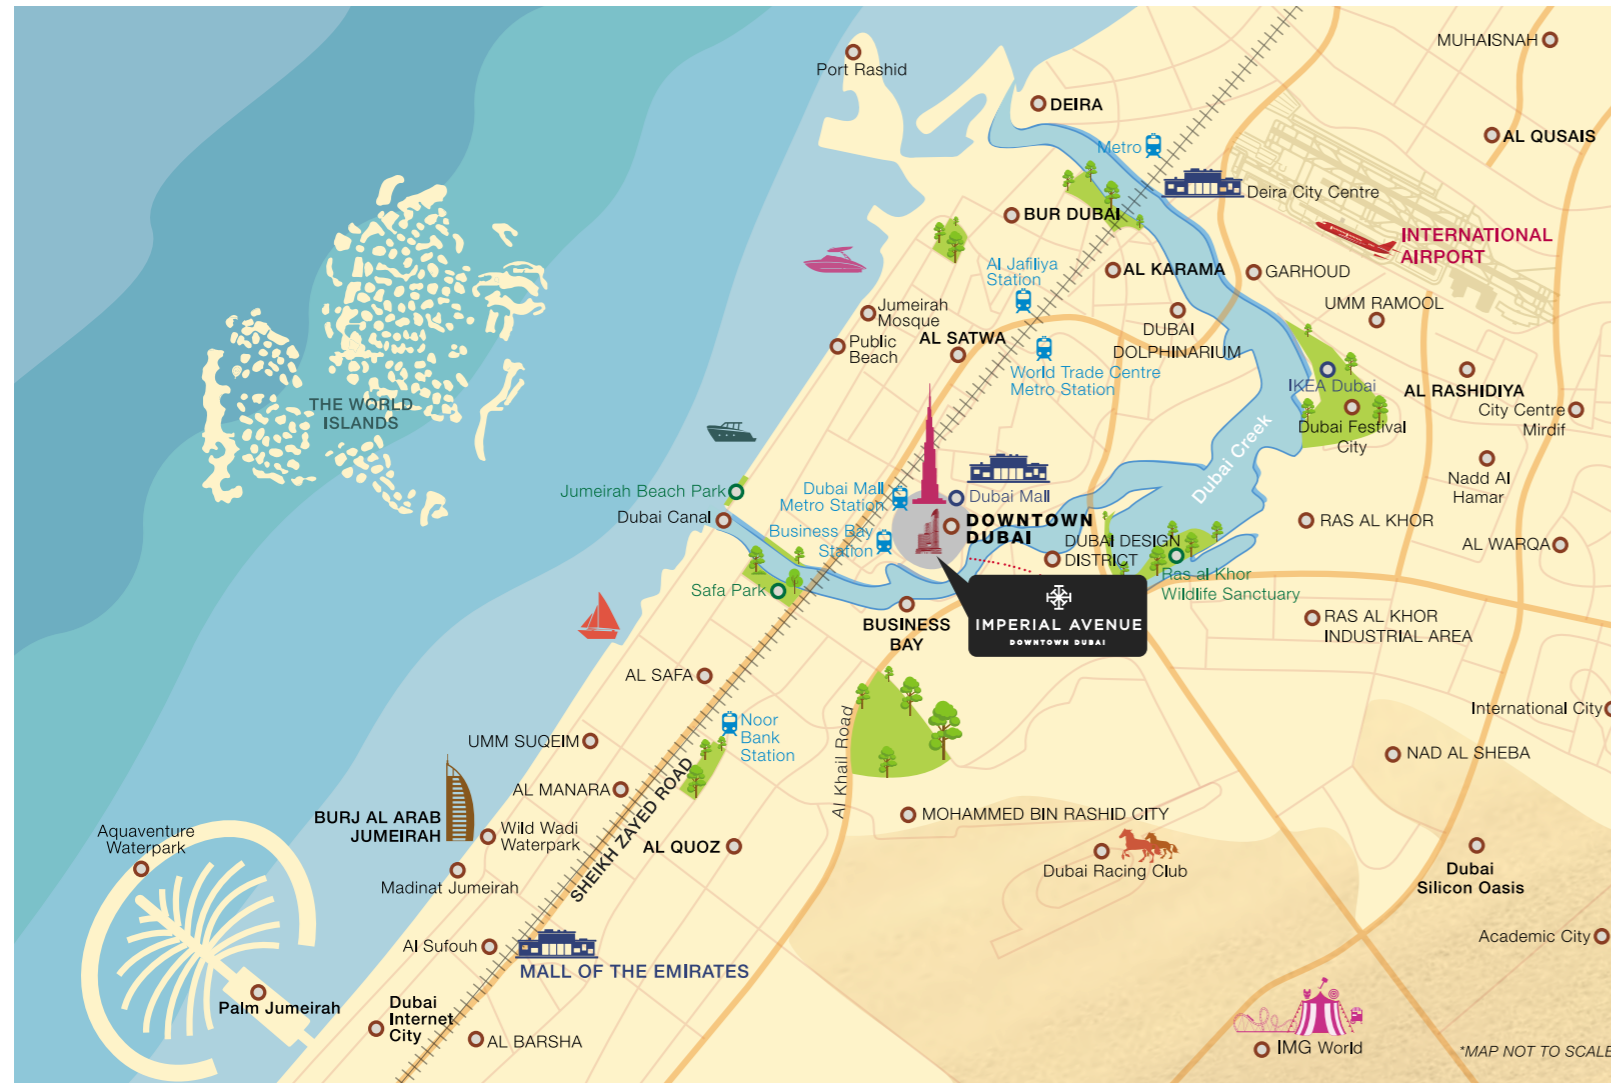 MUHAISNAH
Port Rashid
DEIRA
AL QUSAIS
Metro
Deira City Centre
BUR DUBAI
INTERNATIONAL
AIRPORT
Al Jafiliya
Station
AL KARAMA
GARHOUD
Jumeirah
Mosque
UMM RAMOOL
Public
Beach
AL SATWA
DUBAI
DOLPHINARIUM
World Trade Centre
Metro Station
IKEA Dubai
AL RASHIDIYA
THE WORLD
ISLANDS
City Centre
Mirdif
Dubai Festival
City
Dubai Creek
Nadd Al
Hamar
Jumeirah Beach Park
Dubai Mall
Metro Station
Dubai Mall
Dubai Canal
DOWNTOWN
DUBAI
RAS AL KHOR
Business Bay
Station
DUBAI DESIGN
DISTRICT
AL WARQA
Safa Park
Ras al Khor
Wildlife Sanctuary
IMPERIAL AVENUE
DOWNTOWN DUBAI
BUSINESS
BAY
RAS AL KHOR
INDUSTRIAL AREA
AL SAFA
International City
Noor
Bank
Station
UMM SUQEIM
Al Khail Road
NAD AL SHEBA
AL MANARA
SHEIKH ZAYED ROAD
BURJ AL ARAB
JUMEIRAH
MOHAMMED BIN RASHID CITY
Aquaventure
Waterpark
Wild Wadi
Waterpark
AL QUOZ
Dubai Racing Club
Dubai
Silicon Oasis
Madinat Jumeirah
Academic City
Al Sufouh
MALL OF THE EMIRATES
Palm Jumeirah
Dubai
Internet
City
AL BARSHA
IMG World
*MAP NOT TO SCALE